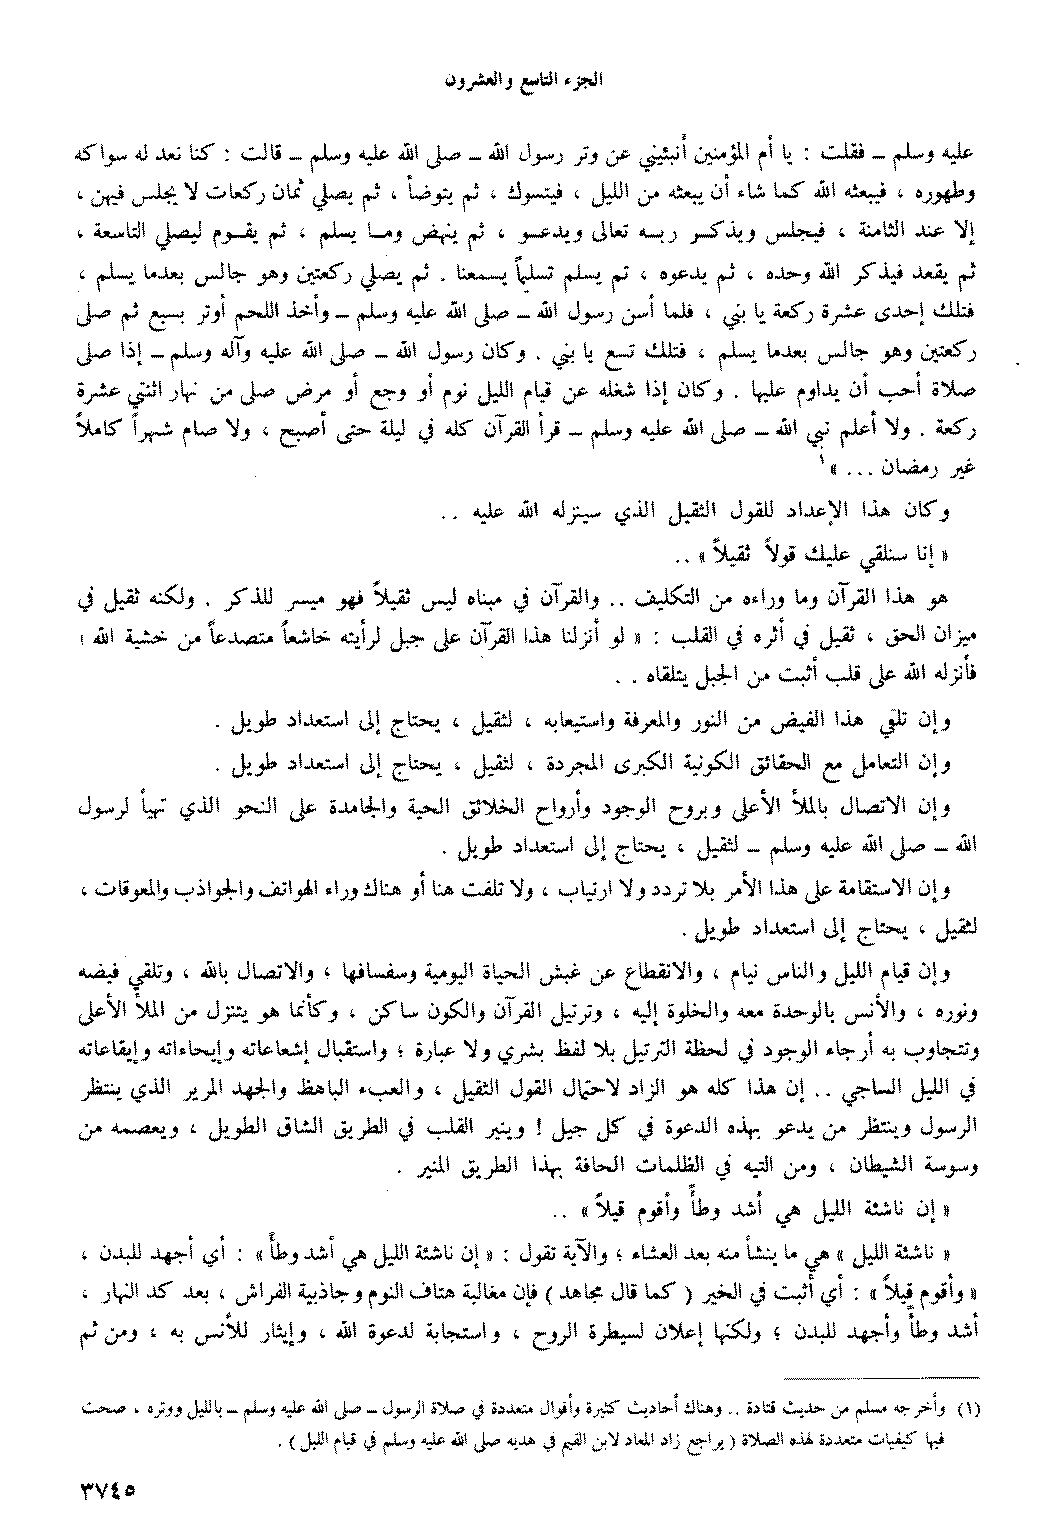 الجزء التاسع والعشرون
عليه وسلم ــ فقلت : يا أم المؤمنين أنبئيني عن وتر رسول الله ــ صلى الله عليه وسلم ــ قالت : كنا نعد له سواكه
وطهوره ، فيبعثه الله كما شاء أن يبعثه من الليل ، فيتسوك ، ثم يتوضأ ، ثم يصلي ثمان ركعات لا يجلس فيهن ،
إلا عند الثامنة ، فيجلس ويذكر ربه تعالى ويدعو ، ثم ينهض وما يسلم ، ثم يقوم ليصلي التاسعة ،
ثم يقعد فيذكر الله وحده ، ثم يدعوه ، ثم يسلم تسليماً يسمعنا . ثم يصلي ركعتين وهو جالس بعدما يسلم ،
فتلك إحدى عشرة ركعة يا بني ، فلما أسن رسول الله ــ صلى الله عليه وسلم ــ وأخذ اللحم أوتر بسبع ثم صلى
ركعتين وهو جالس بعدما يسلم ، فتلك تسع يا بني . وكان رسول الله ــ صلى الله عليه وآله وسلم ــ إذا صلى
صلاة أحب أن يداوم عليها . وكان إذا شغله عن قيام الليل نوم أو وجع أو مرض صلى من نهار اثنتي عشرة
ركعة . ولا أعلم نبي الله ــ صلى الله عليه وسلم ــ قرأ القرآن كله في ليلة حتى أصبح ، ولا صام شهراً كاملاً
غير رمضان ... »١
وكان هذا الإعداد للقول الثقيل الذي سينزله الله عليه ..
« إنا سنلقي عليك قولاً ثقيلاً » ..
هو هذا القرآن وما وراءه من التكليف .. والقرآن في مبناه ليس ثقيلاً فهو ميسر للذكر . ولكنه ثقيل في
ميزان الحق ، ثقيل في أثره في القلب : « لو أنزلنا هذا القرآن على جبل لرأيته خاشعاً متصدعاً من خشية الله !
فأنزله الله على قلب أثبت من الجبل يتلقاه . .
وإن تلقي هذا الفيض من النور والمعرفة واستيعابه ، لثقيل ، يحتاج إلى استعداد طويل .
وإن التعامل مع الحقائق الكونية الكبرى المجردة ، لثقيل ، يحتاج إلى استعداد طويل .
وإن الاتصال بالملأ الأعلى وبروح الوجود وأرواح الخلائق الحية والجامدة على النحو الذي تهيأ لرسول
الله ــ صلى الله عليه وسلم ــ لثقيل ، يحتاج إلى استعداد طويل .
وإن الاستقامة على هذا الأمر بلا تردد ولا ارتياب ، ولا تلفت هنا أو هناك وراء الهواتف والجواذب والمعوقات ،
لثقيل ، يحتاج إلى استعداد طويل .
وإن قيام الليل والناس نيام ، والانقطاع عن غبش الحياة اليومية وسفسافها ؛ والاتصال بالله ، وتلقي فيضه
ونوره ، والأنس بالوحدة معه والخلوة إليه ، وترتيل القرآن والكون ساكن ، وكأنما هو يتنزل من الملأ الأعلى
وتتجاوب به أرجاء الوجود في لحظة الترتيل بلا لفظ بشري ولا عبارة ؛ واستقبال إشعاعاته وإيحاءاته وإيقاعاته
في الليل الساجي .. إن هذا كله هو الزاد لاحتمال القول الثقيل ، والعبء الباهظ والجهد المرير الذي ينتظر
الرسول وينتظر من يدعو بهذه الدعوة في كل جيل ! وينير القلب في الطريق الشاق الطويل ، ويعصمه من
وسوسة الشيطان ، ومن التيه في الظلمات الحافة بهذا الطريق المنير .
« إن ناشئة الليل هي أشد وطأً وأقوم قيلاً » ..
« ناشئة الليل » هي ما ينشأ منه بعد العشاء ؛ والآية تقول : « إن ناشئة الليل هي أشد وطأً » : أي أجهد للبدن ،
« وأقوم قيلاً » : أي أثبت في الخير ( كما قال مجاهد ) فإن مغالبة هتاف النوم وجاذبية الفراش ، بعد كد النهار ،
أشد وطأً وأجهد للبدن ؛ ولكنها إعلان لسيطرة الروح ، واستجابة لدعوة الله ، وإيثار للأنس به ، ومن ثم
(١) وأخرجه مسلم من حديث قتادة .. وهناك أحاديث كثيرة وأقوال متعددة في صلاة الرسول ــ صلى الله عليه وسلم ــ بالليل ووتره ، صحت
فيها كيفيات متعددة لهذه الصلاة ( يراجع زاد المعاد لابن القيم في هديه صلى الله عليه وسلم في قيام الليل ) .
٣٧٤٥